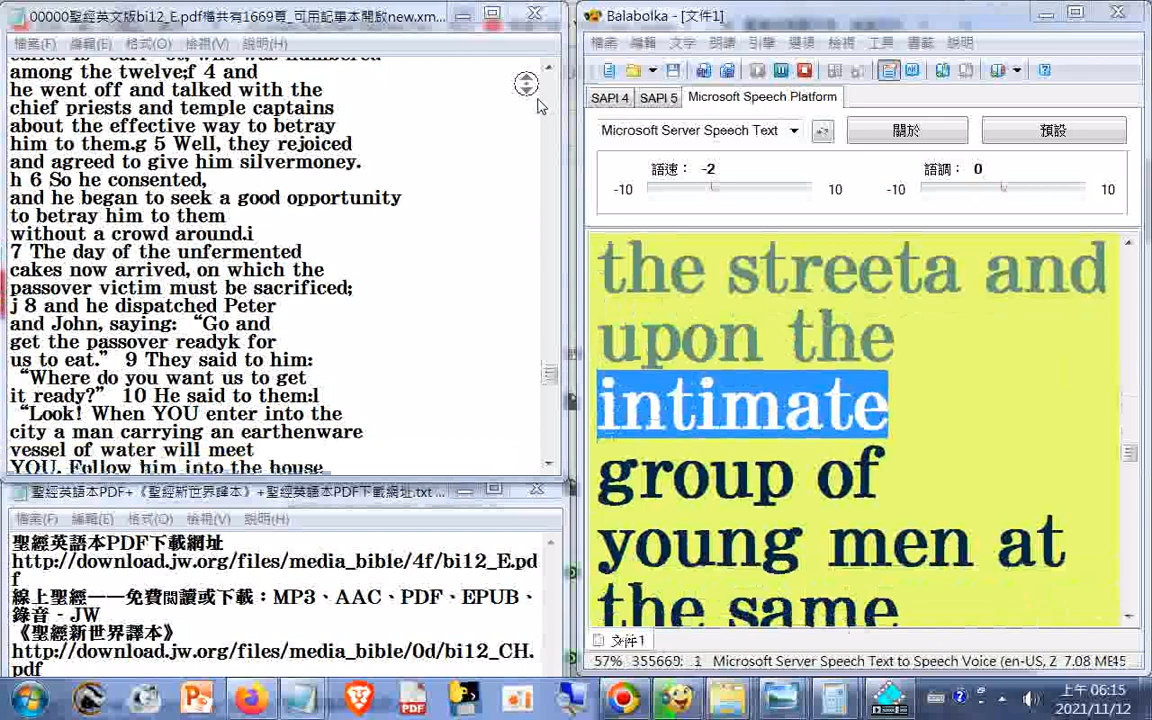 00000聖經英文版bi12_E.pdf檔共有1669頁_可用記事本開啟new.xm...
檔案(F) 編輯(E) 格式(O) 檢視(V) 說明(H)
among the twelve;f 4 and
he went off and talked with the
chief priests and temple captains
about the effective way to betray
him to them.g 5 Well, they rejoiced
and agreed to give him silvermoney.
h 6 So he consented,
and he began to seek a good opportunity
to betray him to them
without a crowd around.i
7 The day of the unfermented
cakes now arrived, on which the
passover victim must be sacrificed;
j 8 and he dispatched Peter
and John, saying: “Go and
get the passover readyk for
us to eat.” 9 They said to him:
“Where do you want us to get
it ready?” 10 He said to them:l
“Look! When YOU enter into the
city a man carrying an earthenware
vessel of water will meet
YOU. Follow him into the house
聖經英語本PDF+《聖經新世界譯本》+聖經英語本PDF下載網址.txt ...
檔案(F) 編輯(E) 格式(O) 檢視(V) 說明(H)
聖經英語本PDF下載網址
http://download.jw.org/files/media_bible/4f/bi12_E.pd
f
線上聖經——免費閱讀或下載：MP3、AAC、PDF、EPUB、
錄音 - JW
《聖經新世界譯本》
http://download.jw.org/files/media_bible/0d/bi12_CH.
pdf
Balabolka - [文件1]
檔案 編輯 文字 朗讀 引擎 選項 檢視 工具 書籤 說明
SAPI 4 SAPI 5 Microsoft Speech Platform
Microsoft Server Speech Text 關於 預設
語速： -2 語調： 0
-10 10 -10 10
the streeta and
upon the
intimate
group of
young men at
the same
文件1
57% 355669: 1 Microsoft Server Speech Text to Speech Voice (en-US, Z 7.08 ME45
PDF
上午 06:15
2021/11/12